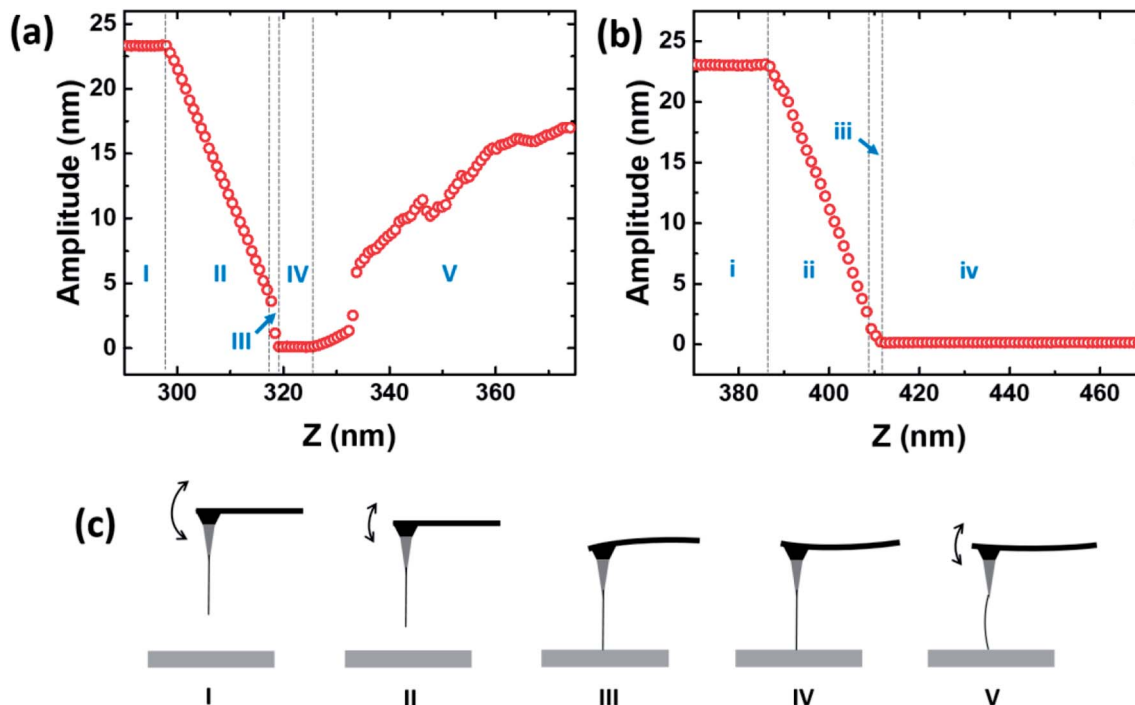 (a)
Amplitude (nm)
25
20
15
10
5
0
I
II
III
IV
V
300
320
340
360
Z (nm)
(b)
Amplitude (nm)
25
20
15
10
5
0
i
ii
iii
iv
380
400
420
440
460
Z (nm)
(c)
I
II
III
IV
V